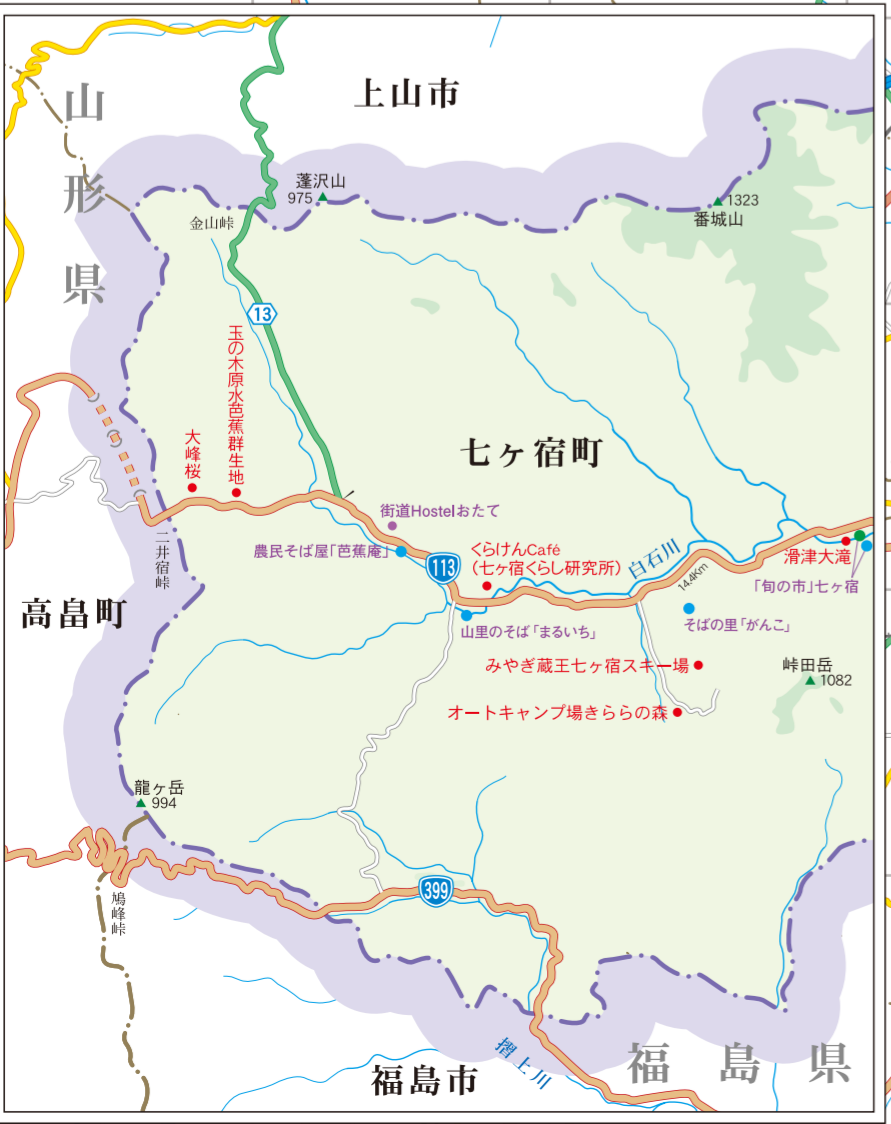 上山市
山形県
蓬沢山
975
金山峠
1323
番城山
13
玉の木原水芭蕉群生地
大峰桜
七ヶ宿町
街道Hostelおたて
二井宿峠
農民そば屋「芭蕉庵」
113
くらけんCafé
(七ヶ宿くらし研究所)
白石川
14.4Km
滑津大滝
「旬の市」七ヶ宿
高畠町
山里のそば「まるいち」
そばの里「がんこ」
みやぎ蔵王七ヶ宿スキー場
峠田岳
1082
オートキャンプ場きららの森
龍ヶ岳
994
399
鳩峰峠
摺上川
福島県
福島市